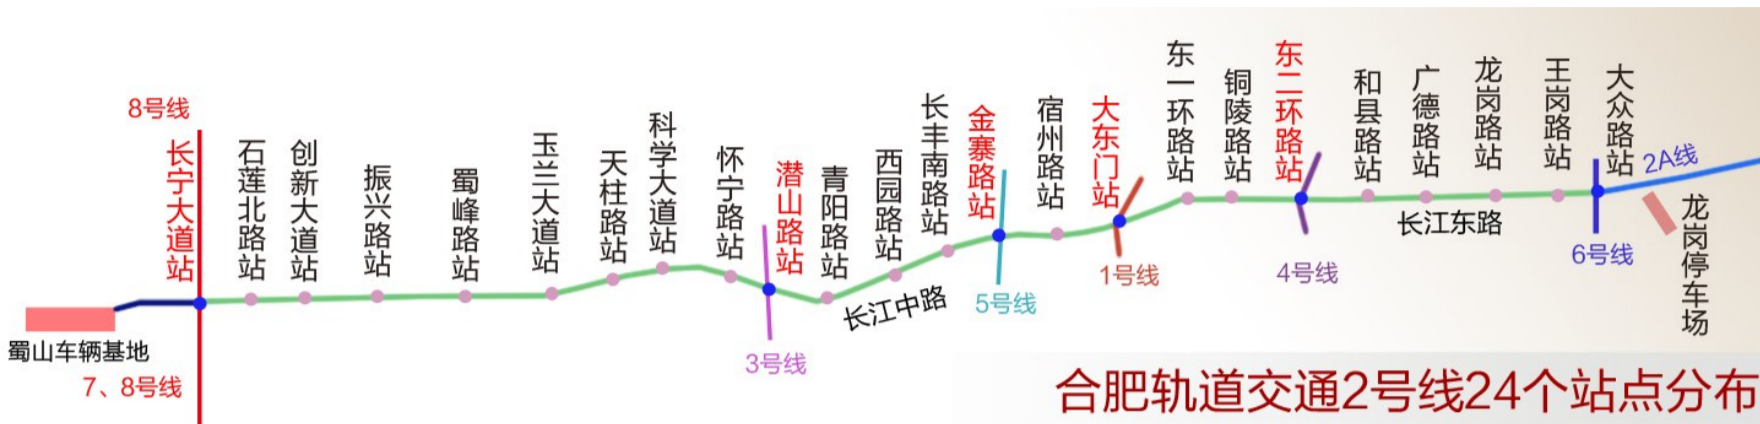 8号线
长宁大道站
石莲北路站
创新大道站
振兴路站
蜀峰路站
玉兰大道站
天柱路站
科学大道站
怀宁路站
潜山路站
青阳路站
西园路站
长丰南路站
金寨路站
宿州路站
大东门站
东一环路站
铜陵路站
东二环路站
和县路站
广德路站
龙岗路站
王岗路站
大众路站
2A线
龙岗停车场
长江东路
6号线
4号线
1号线
5号线
长江中路
3号线
蜀山车辆基地
7、8号线
合肥轨道交通2号线24个站点分布